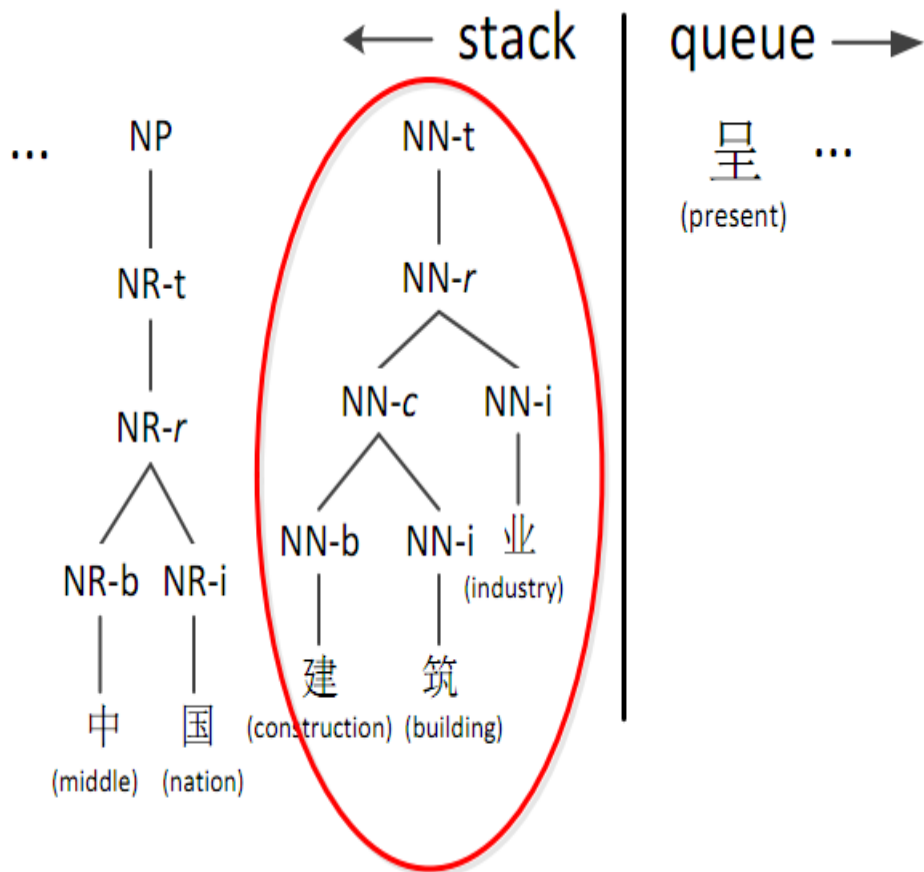 ← stack queue →
... NP NN-t 呈 ...
(present)
NR-t NN-r
NR-r NN-c NN-i
NR-b NR-i NN-b NN-i 业
(industry)
中 国 建 筑
(middle) (nation) (construction) (building)